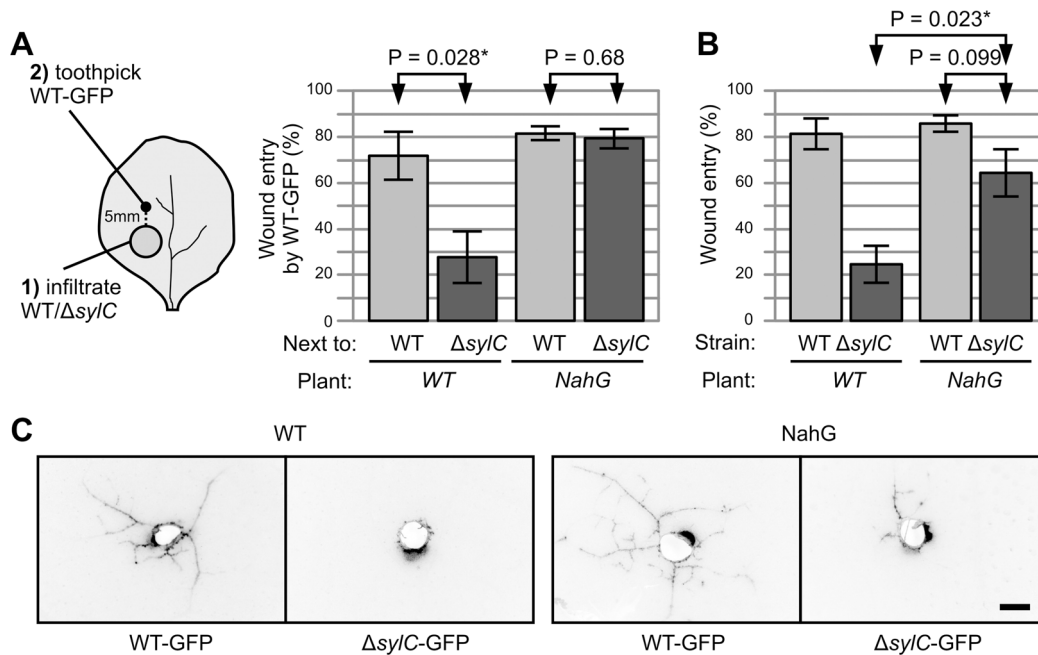 A
2) toothpick
WT-GFP
5mm
1) infiltrate
WT/ΔsylC
P = 0.028*
P = 0.68
Wound entry
by WT-GFP (%)
100
80
60
40
20
0
Next to: WT ΔsylC WT ΔsylC
Plant: WT NahG
B
P = 0.023*
P = 0.099
Wound entry (%)
100
80
60
40
20
0
Strain: WT ΔsylC WT ΔsylC
Plant: WT NahG
C
WT NahG
WT-GFP ΔsylC-GFP WT-GFP ΔsylC-GFP